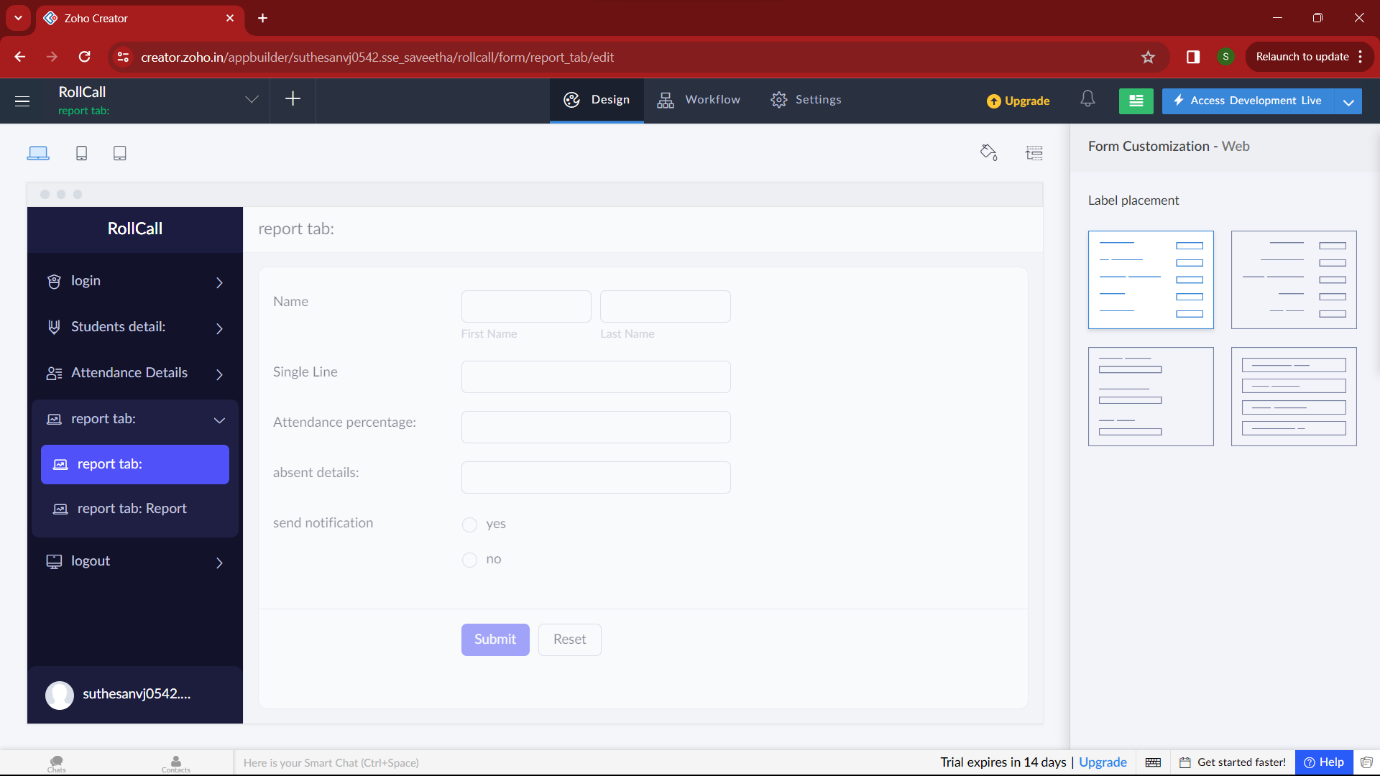 Zoho Creator
creator.zoho.in/appbuilder/suthesanvj0542.sse_saveetha/rollcall/form/report_tab/edit
S
Relaunch to update
RollCall
report tab:
Design
Workflow
Settings
Upgrade
Access Development Live
Form Customization - Web
Label placement
RollCall
login
Students detail:
Attendance Details
report tab:
report tab:
report tab: Report
logout
suthesanvj0542....
report tab:
Name
First Name
Last Name
Single Line
Attendance percentage:
absent details:
send notification
yes
no
Submit
Reset
Chats
Contacts
Here is your Smart Chat (Ctrl+Space)
Trial expires in 14 days | Upgrade
Get started faster!
Help